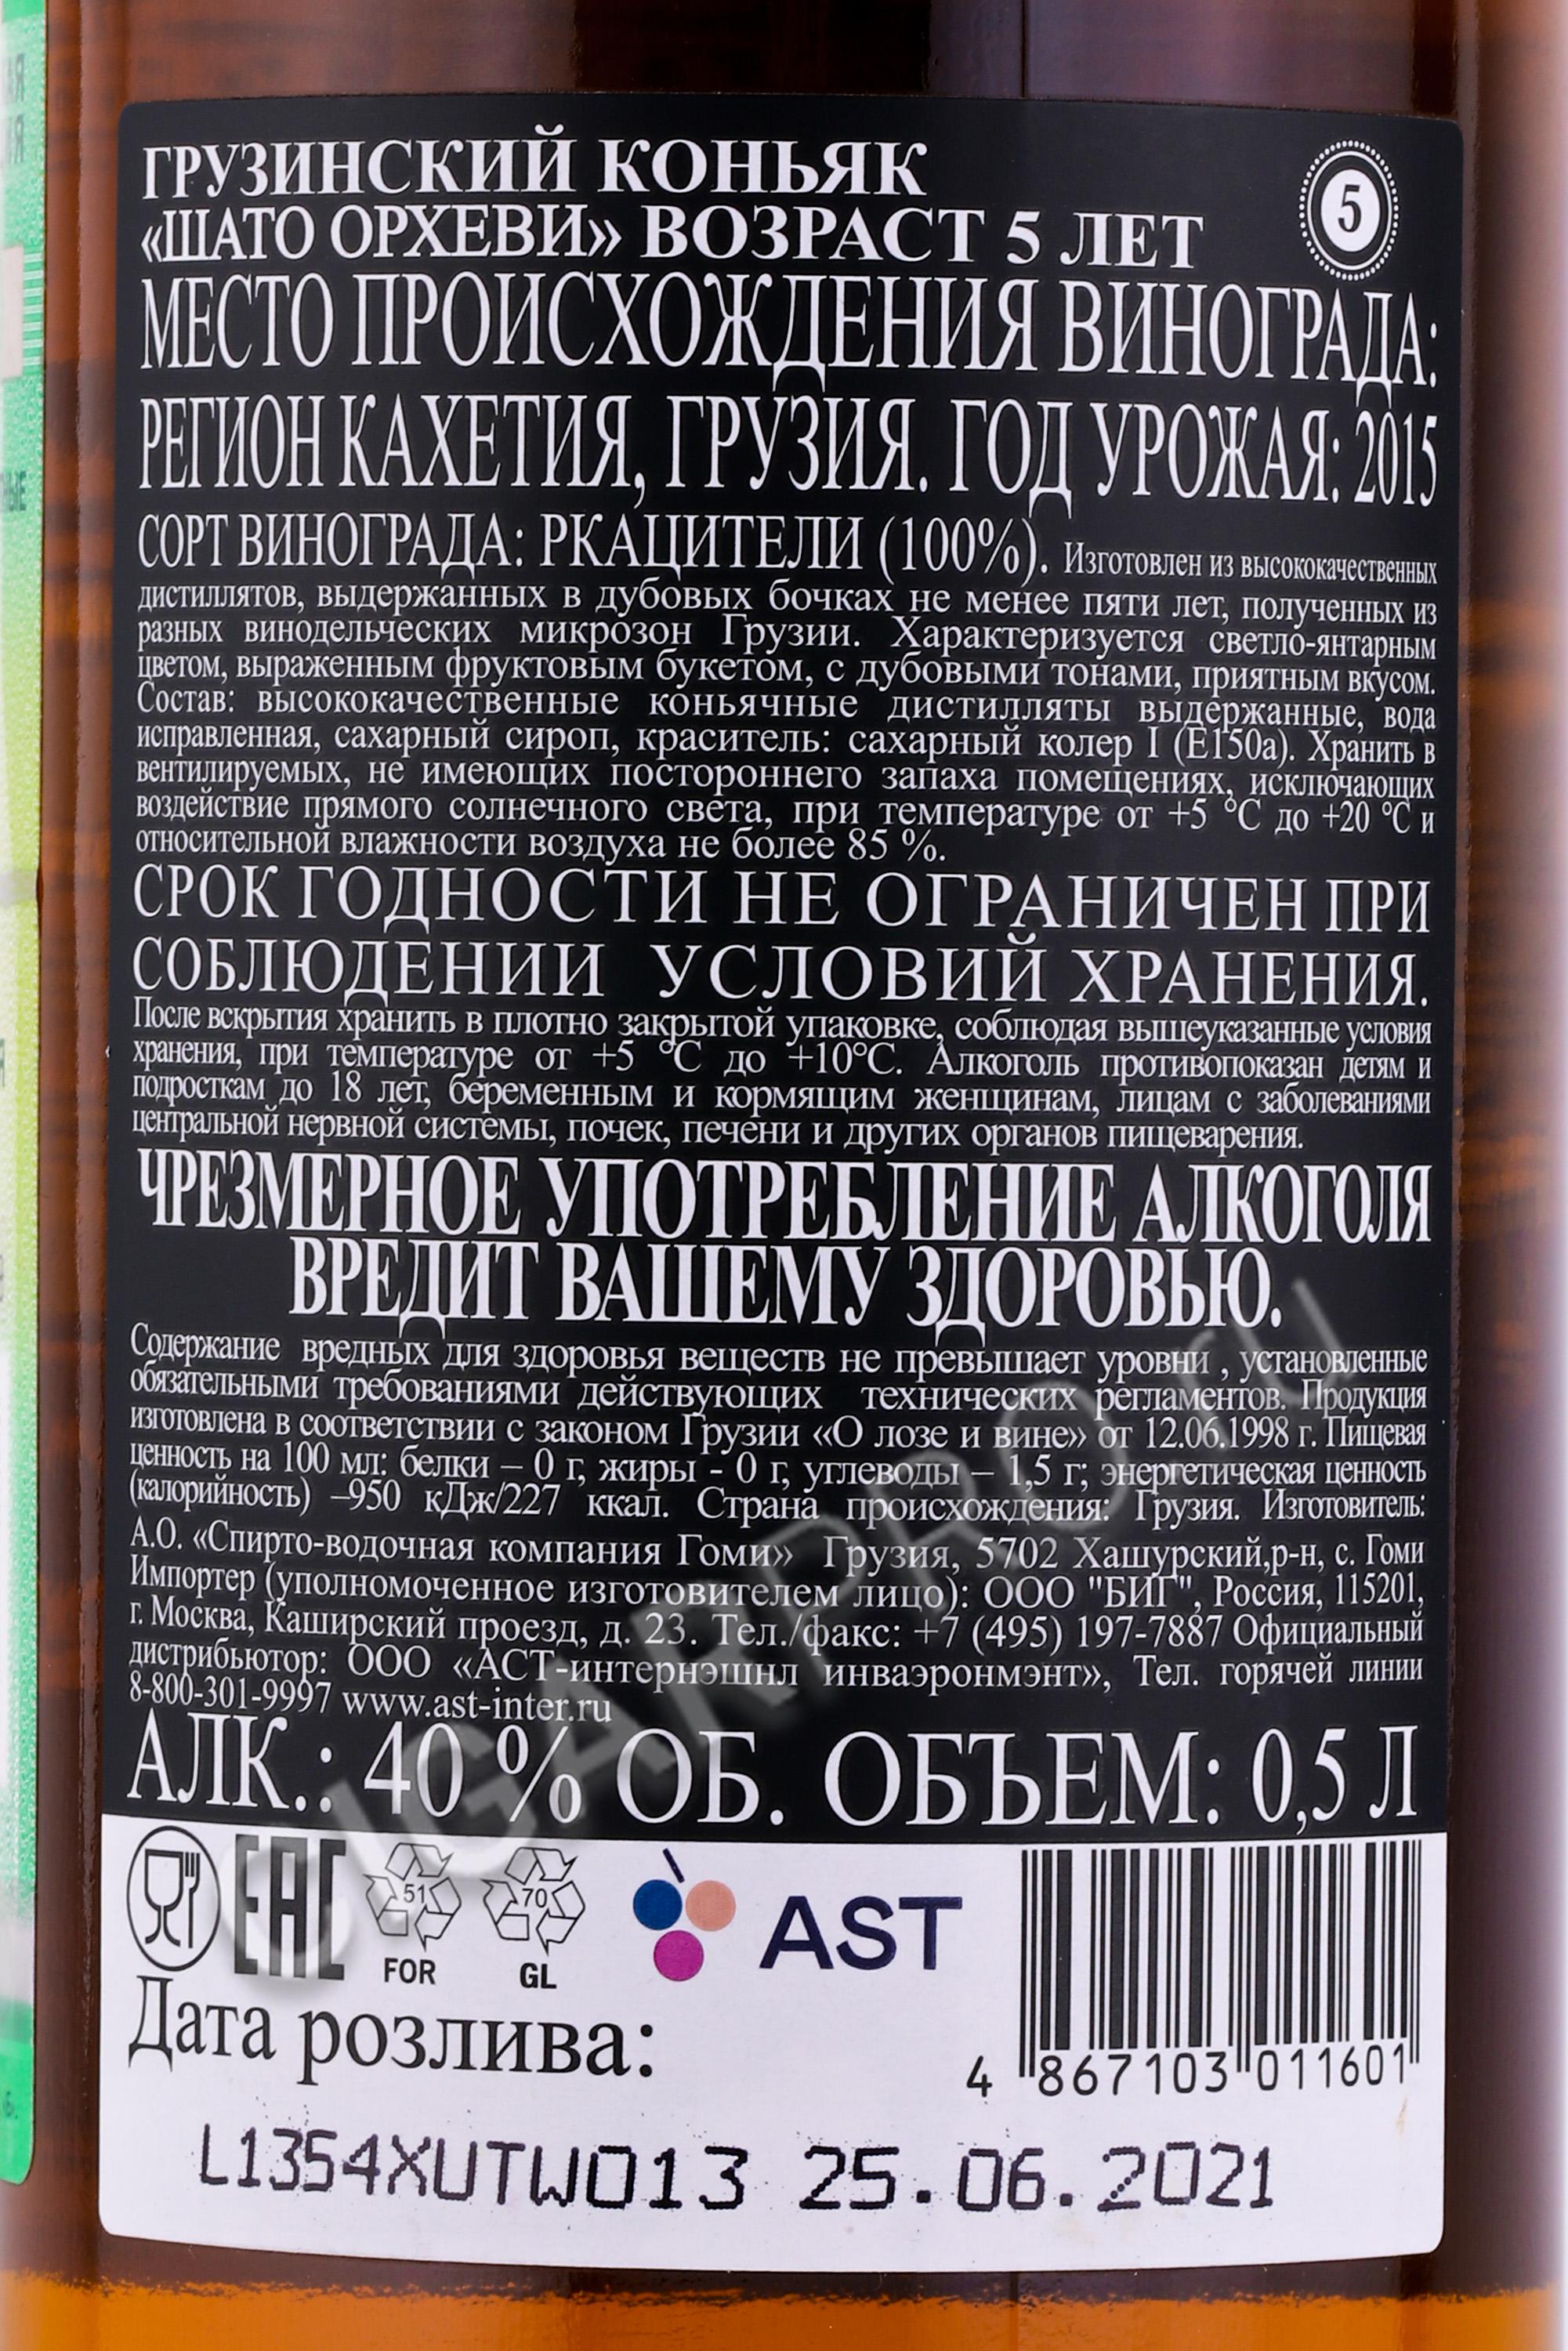 ГРУЗИНСКИЙ КОНЬЯК
«ШАТО ОРХЕВИ» ВОЗРАСТ 5 ЛЕТ
5
МЕСТО ПРОИСХОЖДЕНИЯ ВИНОГРАДА:
РЕГИОН КАХЕТИЯ, ГРУЗИЯ. ГОД УРОЖАЯ: 2015
СОРТ ВИНОГРАДА: РКАЦИТЕЛИ (100%). Изготовлен из высококачественных
дистиллятов, выдержанных в дубовых бочках не менее пяти лет, полученных из
разных винодельческих микрозон Грузии. Характеризуется светло-янтарным
цветом, выраженным фруктовым букетом, с дубовыми тонами, приятным вкусом.
Состав: высококачественные коньячные дистилляты выдержанные, вода
исправленная, сахарный сироп, краситель: сахарный колер I (E150a). Хранить в
вентилируемых, не имеющих постороннего запаха помещениях, исключающих
воздействие прямого солнечного света, при температуре от +5 °C до +20 °C и
относительной влажности воздуха не более 85 %.
СРОК ГОДНОСТИ НЕ ОГРАНИЧЕН ПРИ
СОБЛЮДЕНИИ УСЛОВИЙ ХРАНЕНИЯ.
После вскрытия хранить в плотно закрытой упаковке, соблюдая вышеуказанные условия
хранения, при температуре от +5 °C до +10°C. Алкоголь противопоказан детям и
подросткам до 18 лет, беременным и кормящим женщинам, лицам с заболеваниями
центральной нервной системы, почек, печени и других органов пищеварения.
ЧРЕЗМЕРНОЕ УПОТРЕБЛЕНИЕ АЛКОГОЛЯ
ВРЕДИТ ВАШЕМУ ЗДОРОВЬЮ.
Содержание вредных для здоровья веществ не превышает уровни , установленные
обязательными требованиями действующих технических регламентов. Продукция
изготовлена в соответствии с законом Грузии «О лозе и вине» от 12.06.1998 г. Пищевая
ценность на 100 мл: белки – 0 г, жиры - 0 г, углеводы – 1,5 г; энергетическая ценность
(калорийность) –950 кДж/227 ккал. Страна происхождения: Грузия. Изготовитель:
А.О. «Спирто-водочная компания Гоми» Грузия, 5702 Хашурский,р-н, с. Гоми
Импортер (уполномоченное изготовителем лицо): ООО "БИГ", Россия, 115201,
г. Москва, Каширский проезд, д. 23. Тел./факс: +7 (495) 197-7887 Официальный
дистрибьютор: ООО «АСТ-интернэшнл инваэронмэнт», Тел. горячей линии
8-800-301-9997 www.ast-inter.ru
АЛК.: 40 % ОБ. ОБЪЕМ: 0,5 Л
EAC
51
FOR
70
GL
AST
Дата розлива:
4 867103 011601
L1354XUTW013 25.06.2021
CIGARPRO.ru